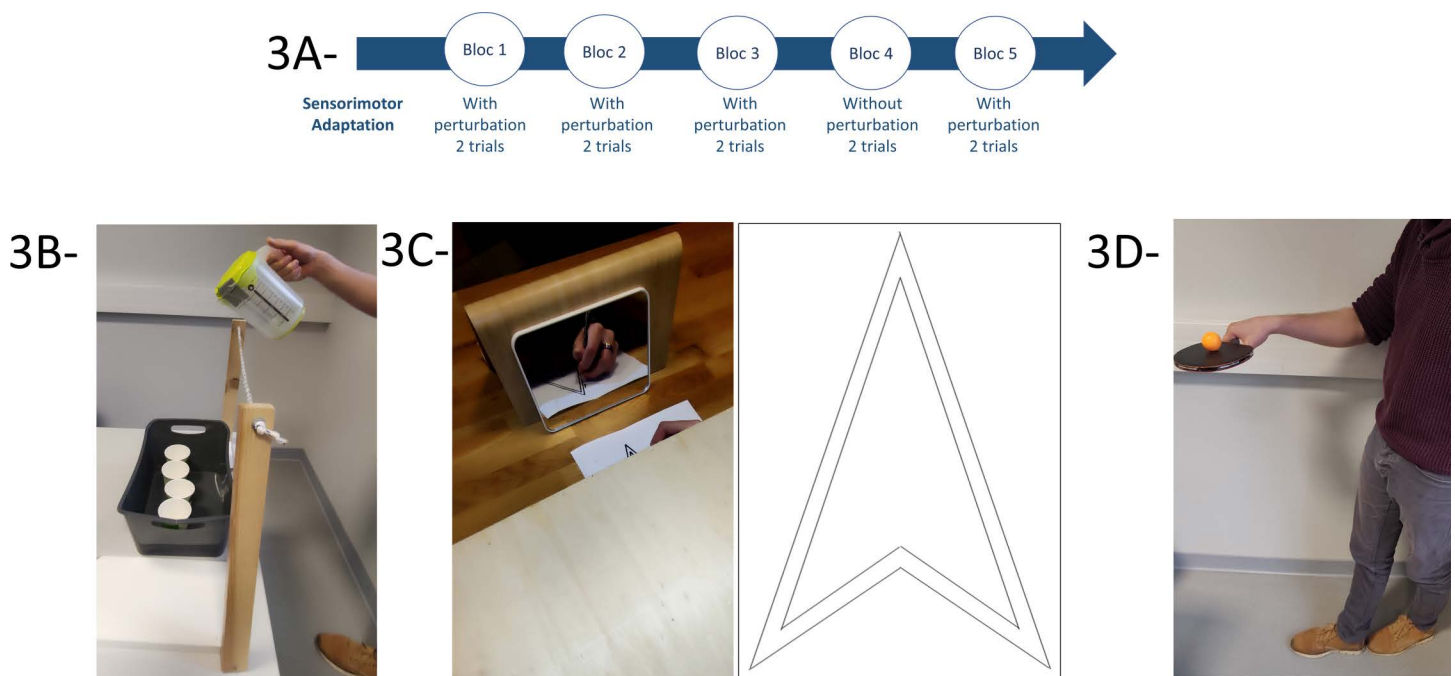 3A-
Bloc 1
Bloc 2
Bloc 3
Bloc 4
Bloc 5
Sensorimotor
Adaptation
With
perturbation
2 trials
With
perturbation
2 trials
With
perturbation
2 trials
Without
perturbation
2 trials
With
perturbation
2 trials
3B-
3C-
3D-